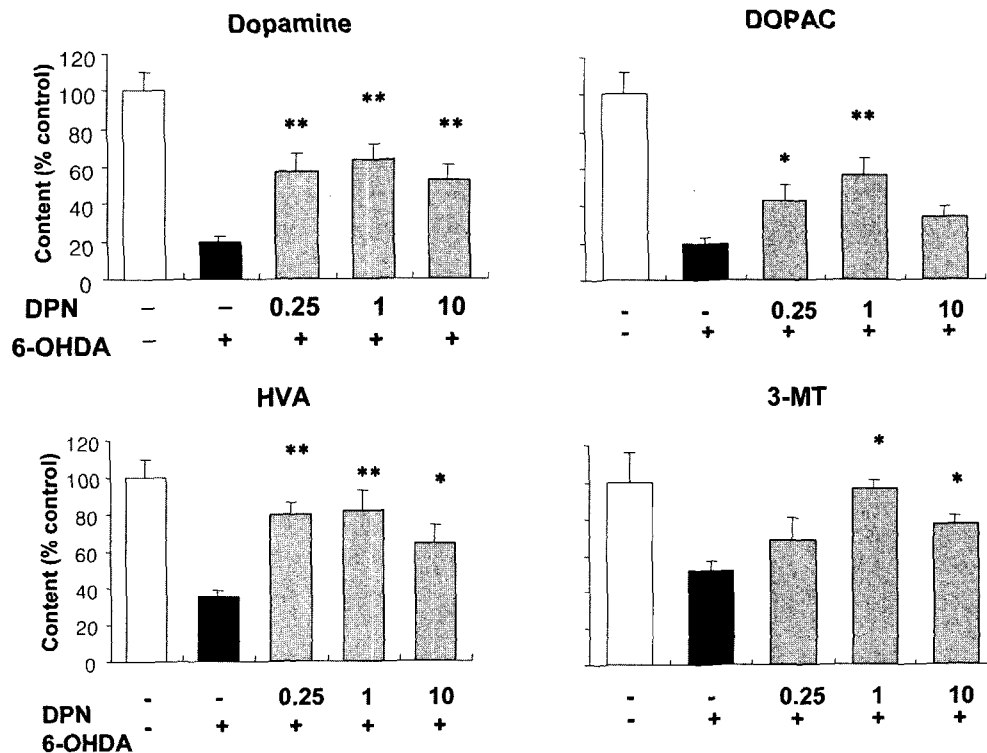 Dopamine
Content (% control)
120
100
80
60
40
20
0
** ** **
DPN – – 0.25 1 10
6-OHDA – + + + +
DOPAC
* **
- - 0.25 1 10
- + + + +
HVA
Content (% control)
120
100
80
60
40
20
0
** ** *
DPN - - 0.25 1 10
6-OHDA - + + + +
3-MT
* *
- - 0.25 1 10
- + + + +